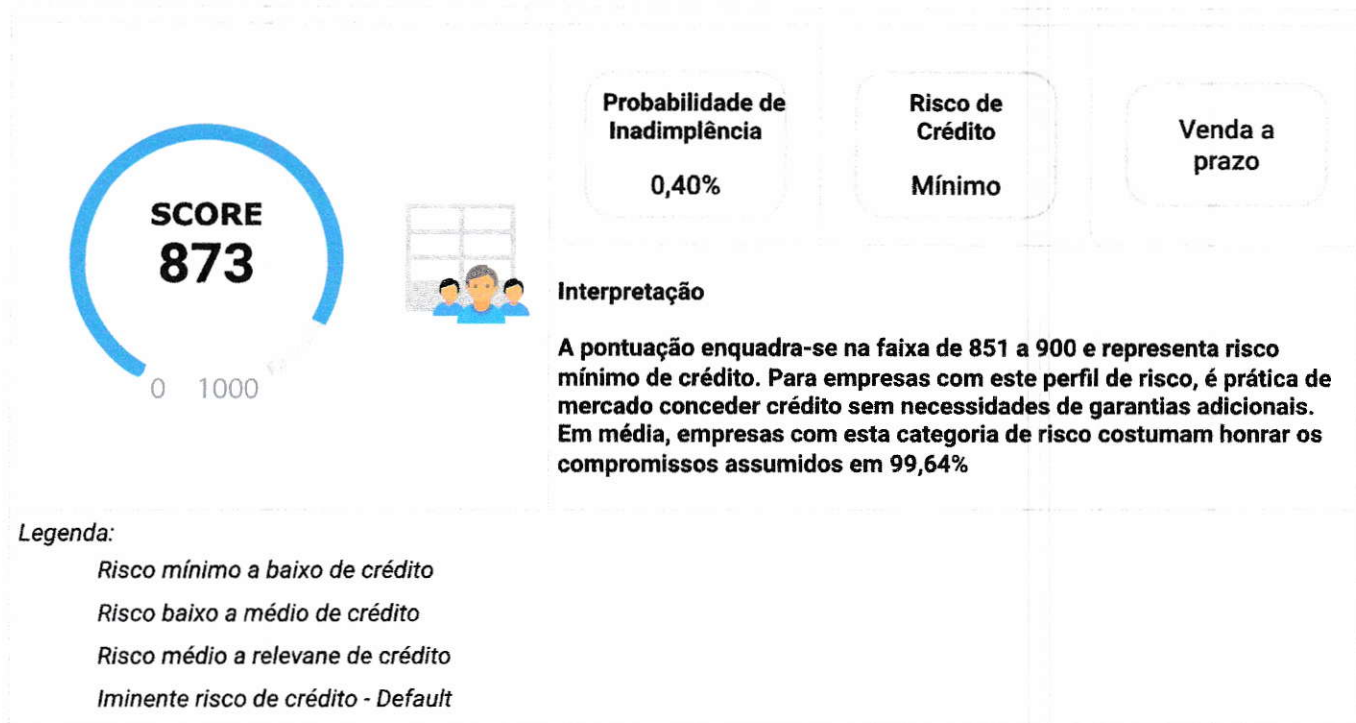 SCORE
873
0 1000
Probabilidade de
Inadimplência
0,40%
Risco de
Crédito
Mínimo
Venda a
prazo
Interpretação
A pontuação enquadra-se na faixa de 851 a 900 e representa risco
mínimo de crédito. Para empresas com este perfil de risco, é prática de
mercado conceder crédito sem necessidades de garantias adicionais.
Em média, empresas com esta categoria de risco costumam honrar os
compromissos assumidos em 99,64%
Legenda:
Risco mínimo a baixo de crédito
Risco baixo a médio de crédito
Risco médio a relevane de crédito
Iminente risco de crédito - Default